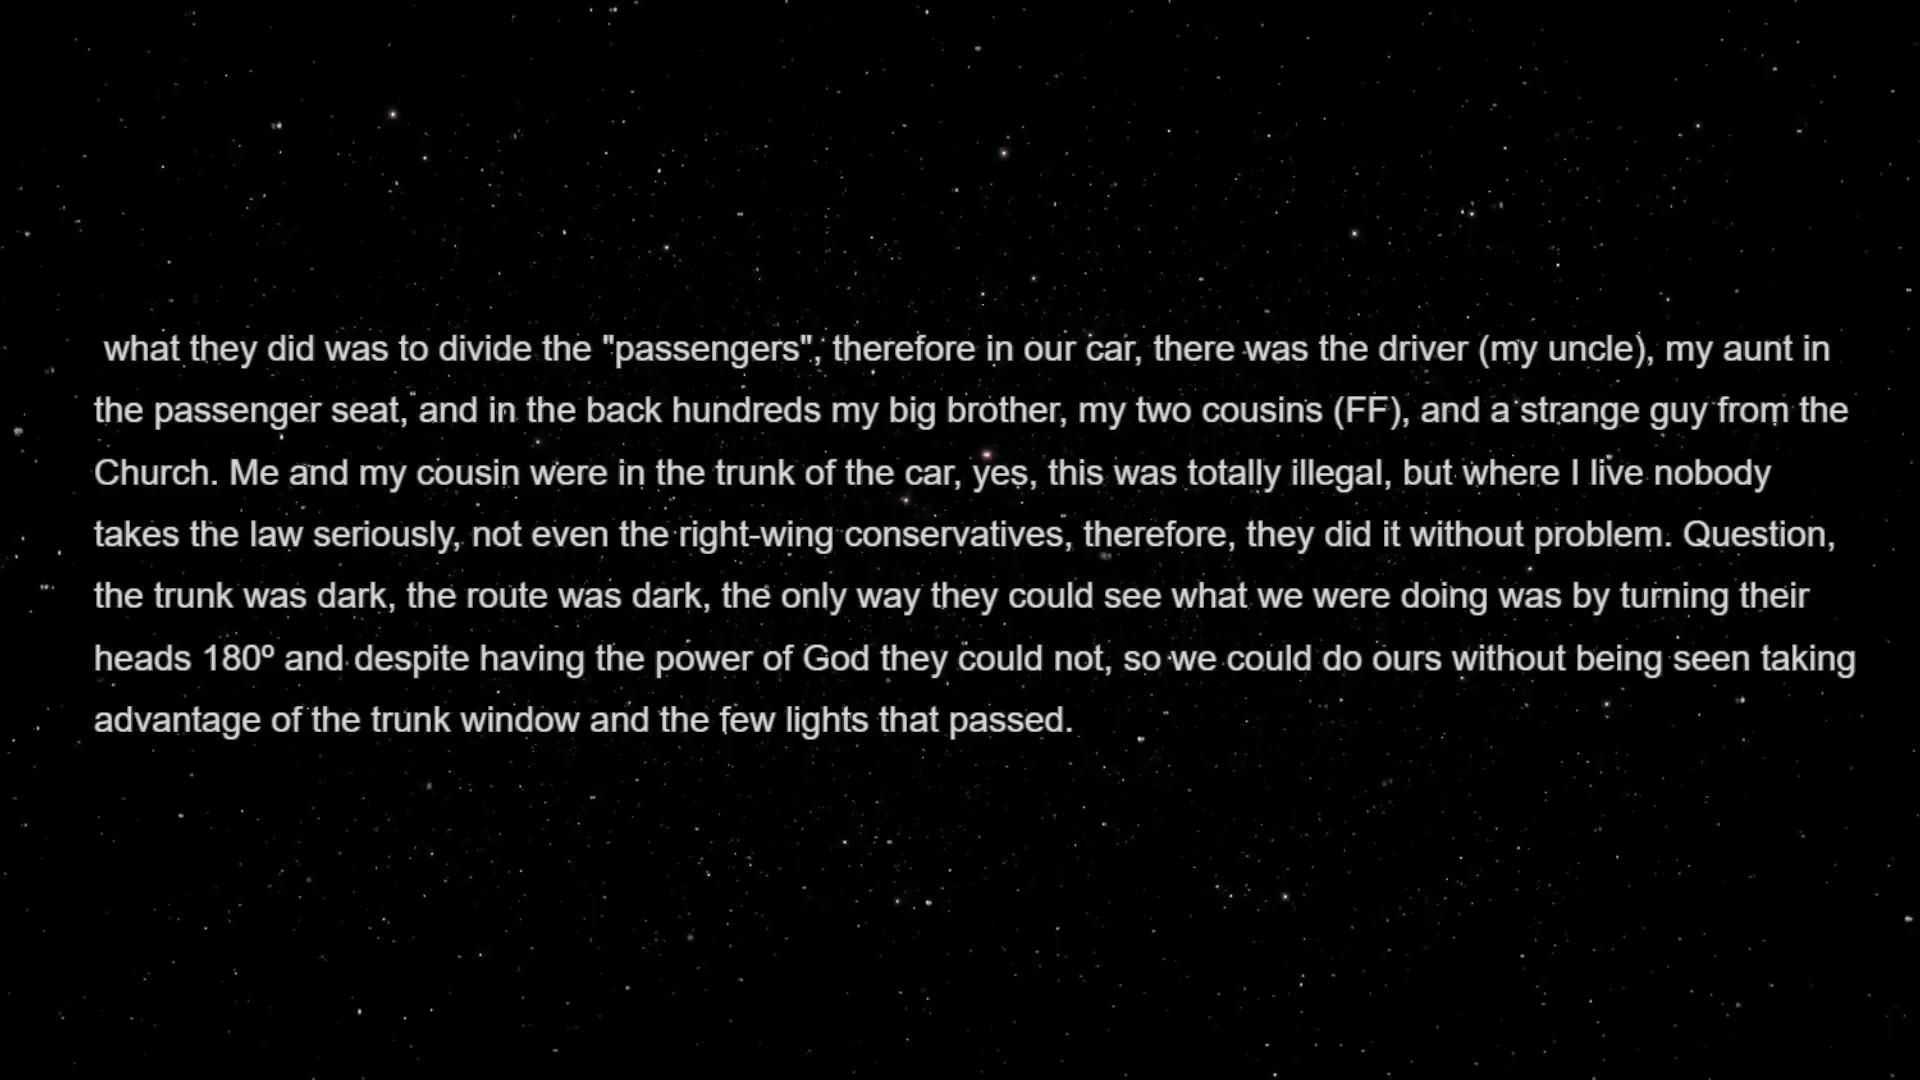 what they did was to divide the "passengers", therefore in our car, there was the driver (my uncle), my aunt in
the passenger seat, and in the back hundreds my big brother, my two cousins (FF), and a strange guy from the
Church. Me and my cousin were in the trunk of the car, yes, this was totally illegal, but where I live nobody
takes the law seriously, not even the right-wing conservatives, therefore, they did it without problem. Question,
the trunk was dark, the route was dark, the only way they could see what we were doing was by turning their
heads 180º and despite having the power of God they could not, so we could do ours without being seen taking
advantage of the trunk window and the few lights that passed.